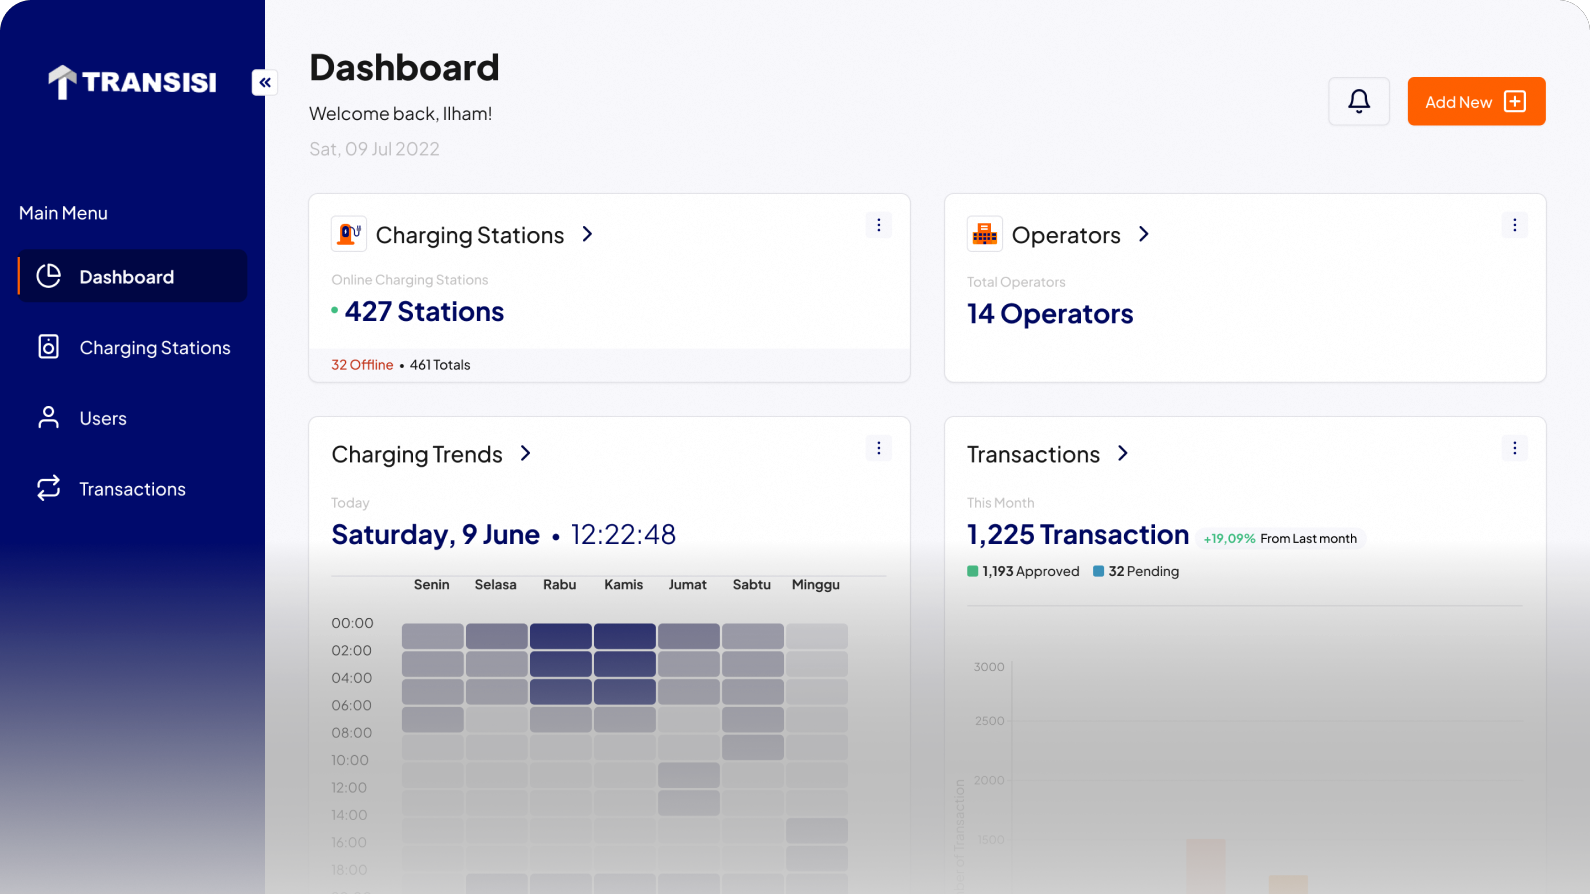 TRANSISI
Main Menu
Dashboard
Charging Stations
Users
Transactions
Dashboard
Welcome back, Ilham!
Sat, 09 Jul 2022
Add New
Charging Stations
Online Charging Stations
427 Stations
32 Offline • 461 Totals
Operators
Total Operators
14 Operators
Charging Trends
Today
Saturday, 9 June • 12:22:48
Senin Selasa Rabu Kamis Jumat Sabtu Minggu
00:00
02:00
04:00
06:00
08:00
10:00
12:00
14:00
16:00
18:00
Transactions
This Month
1,225 Transaction +19,09% From Last month
1,193 Approved 32 Pending
3000
2500
2000
1500
of Transaction